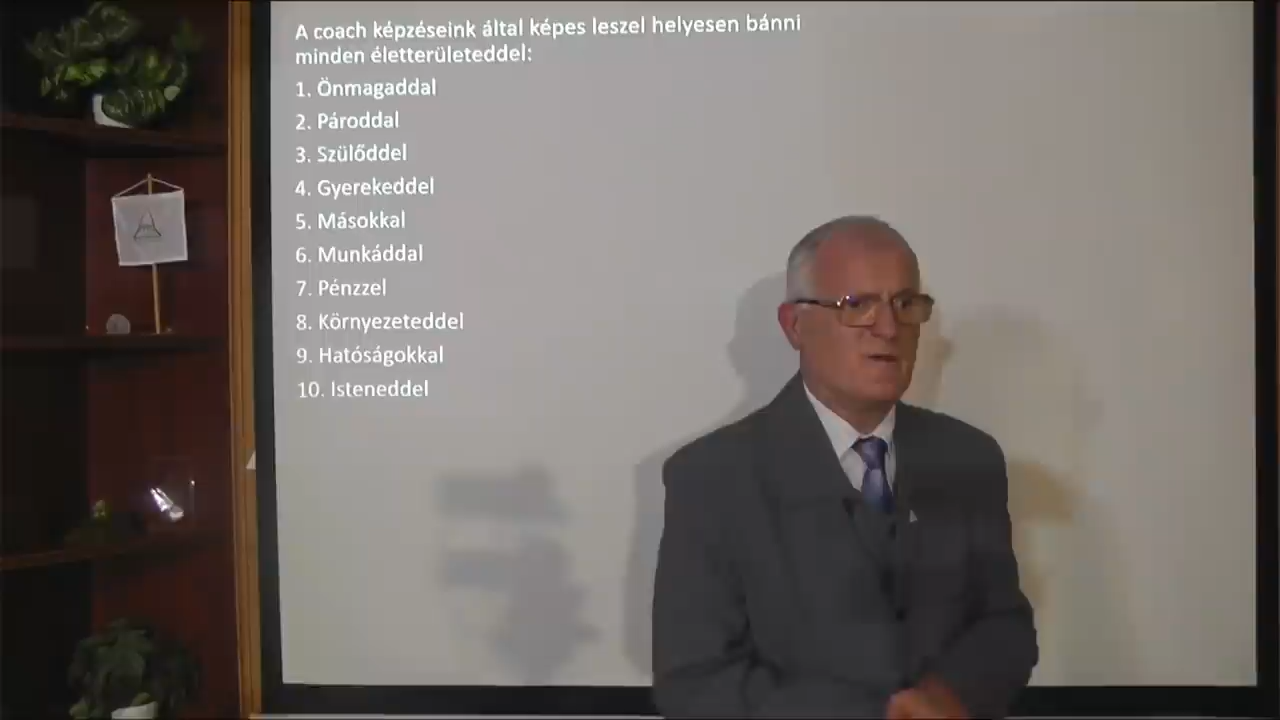 A coach képzéseink által képes leszel helyesen bánni
minden életterületeddel:
1. Önmagaddal
2. Pároddal
3. Szülőddel
4. Gyerekeddel
5. Másokkal
6. Munkáddal
7. Pénzzel
8. Környezeteddel
9. Hatóságokkal
10. Isteneddel